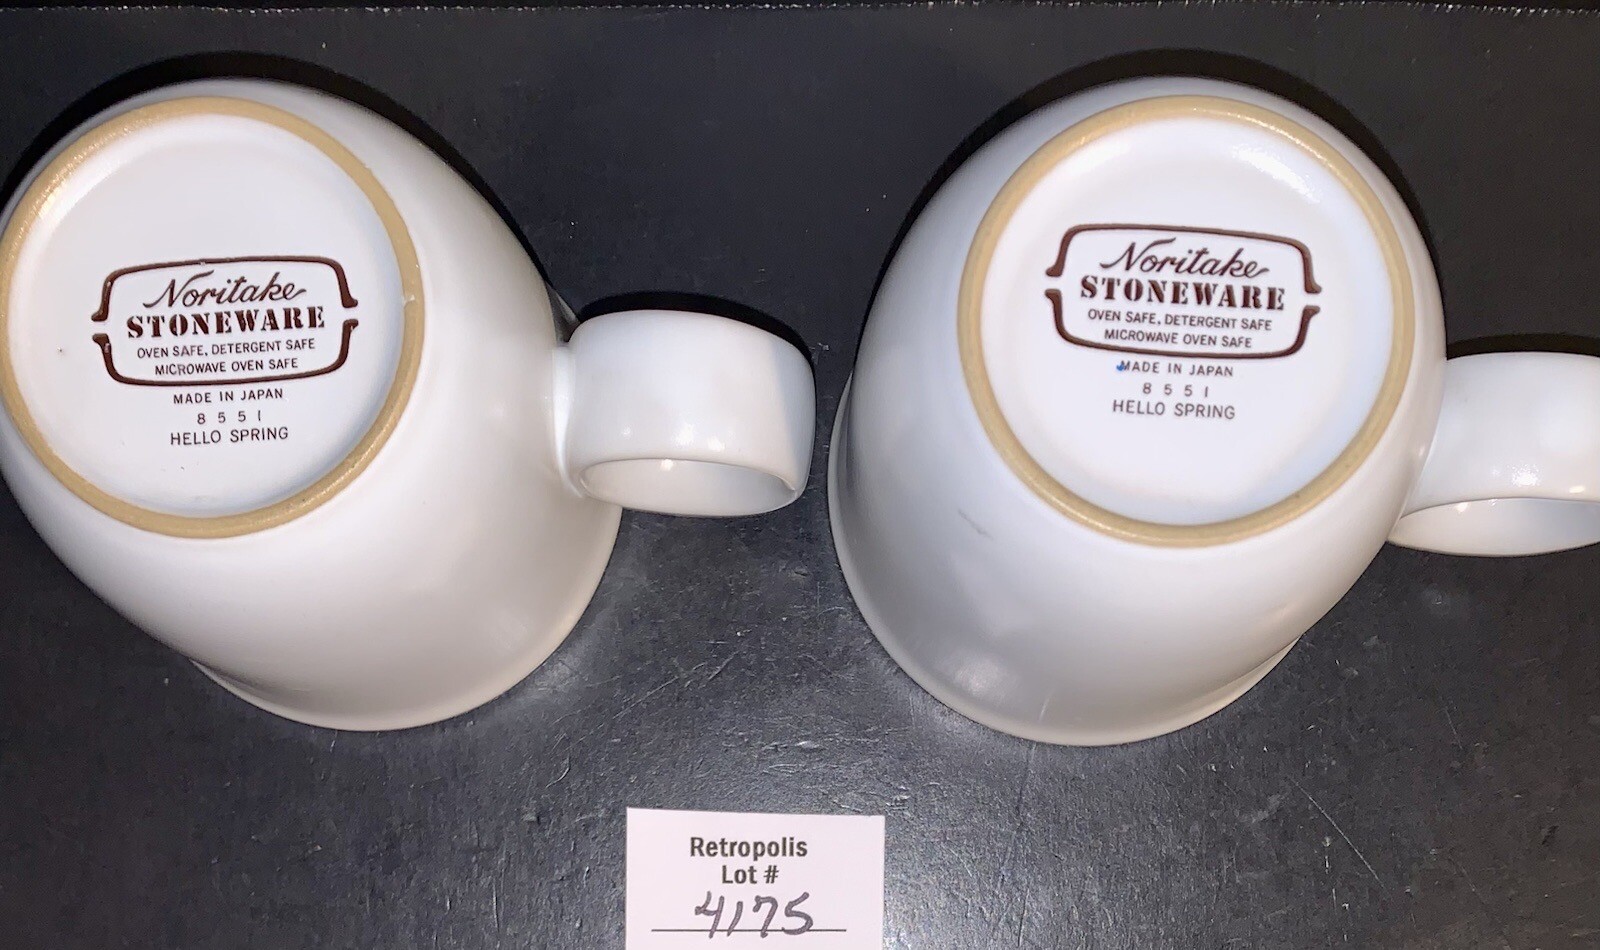 Noritake
STONEWARE
OVEN SAFE, DETERGENT SAFE
MICROWAVE OVEN SAFE
MADE IN JAPAN
8551
HELLO SPRING
Noritake
STONEWARE
OVEN SAFE, DETERGENT SAFE
MICROWAVE OVEN SAFE
MADE IN JAPAN
8551
HELLO SPRING
Retropolis
Lot #
4175